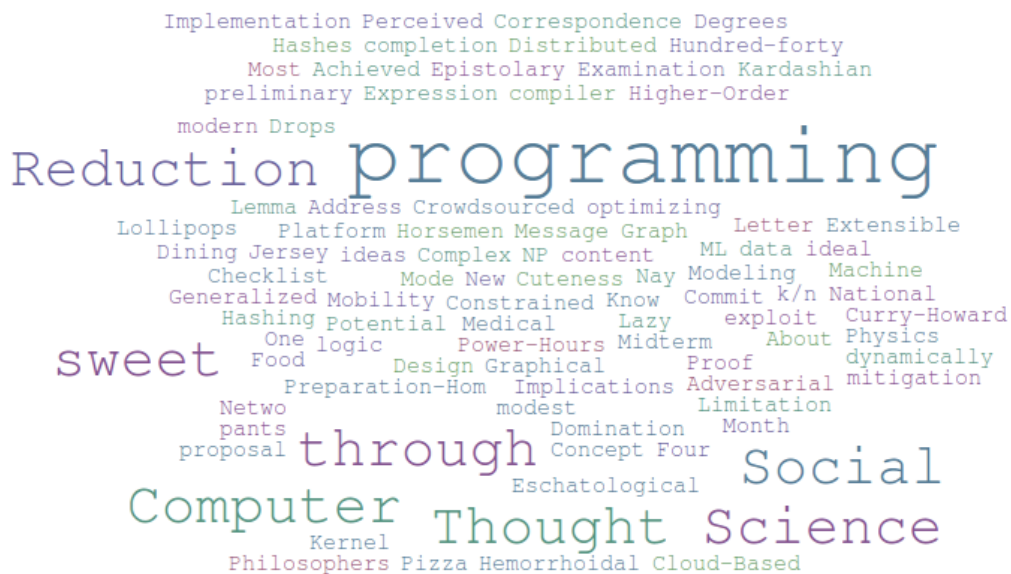 Implementation Perceived Correspondence Degrees
Hashes completion Distributed Hundred-forty
Most Achieved Epistolary Examination Kardashian
preliminary Expression compiler Higher-Order
modern Drops
Reduction programming
Lemma Address Crowdsourced optimizing
Lollipops Platform Horsemen Message Graph Letter Extensible
Dining Jersey ideas Complex NP content ML data ideal
Checklist Mode New Cuteness Nay Modeling Machine
Generalized Mobility Constrained Know Commit k/n National
Hashing Potential Medical Lazy exploit Curry-Howard
One logic Power-Hours Midterm About Physics
sweet Food Design Graphical Proof dynamically
Preparation-Hom Implications Adversarial mitigation
Netwo modest Limitation
pants Domination Month
proposal through Concept Four Social
Eschatological
Computer Thought Science
Kernel
Philosophers Pizza Hemorrhoidal Cloud-Based